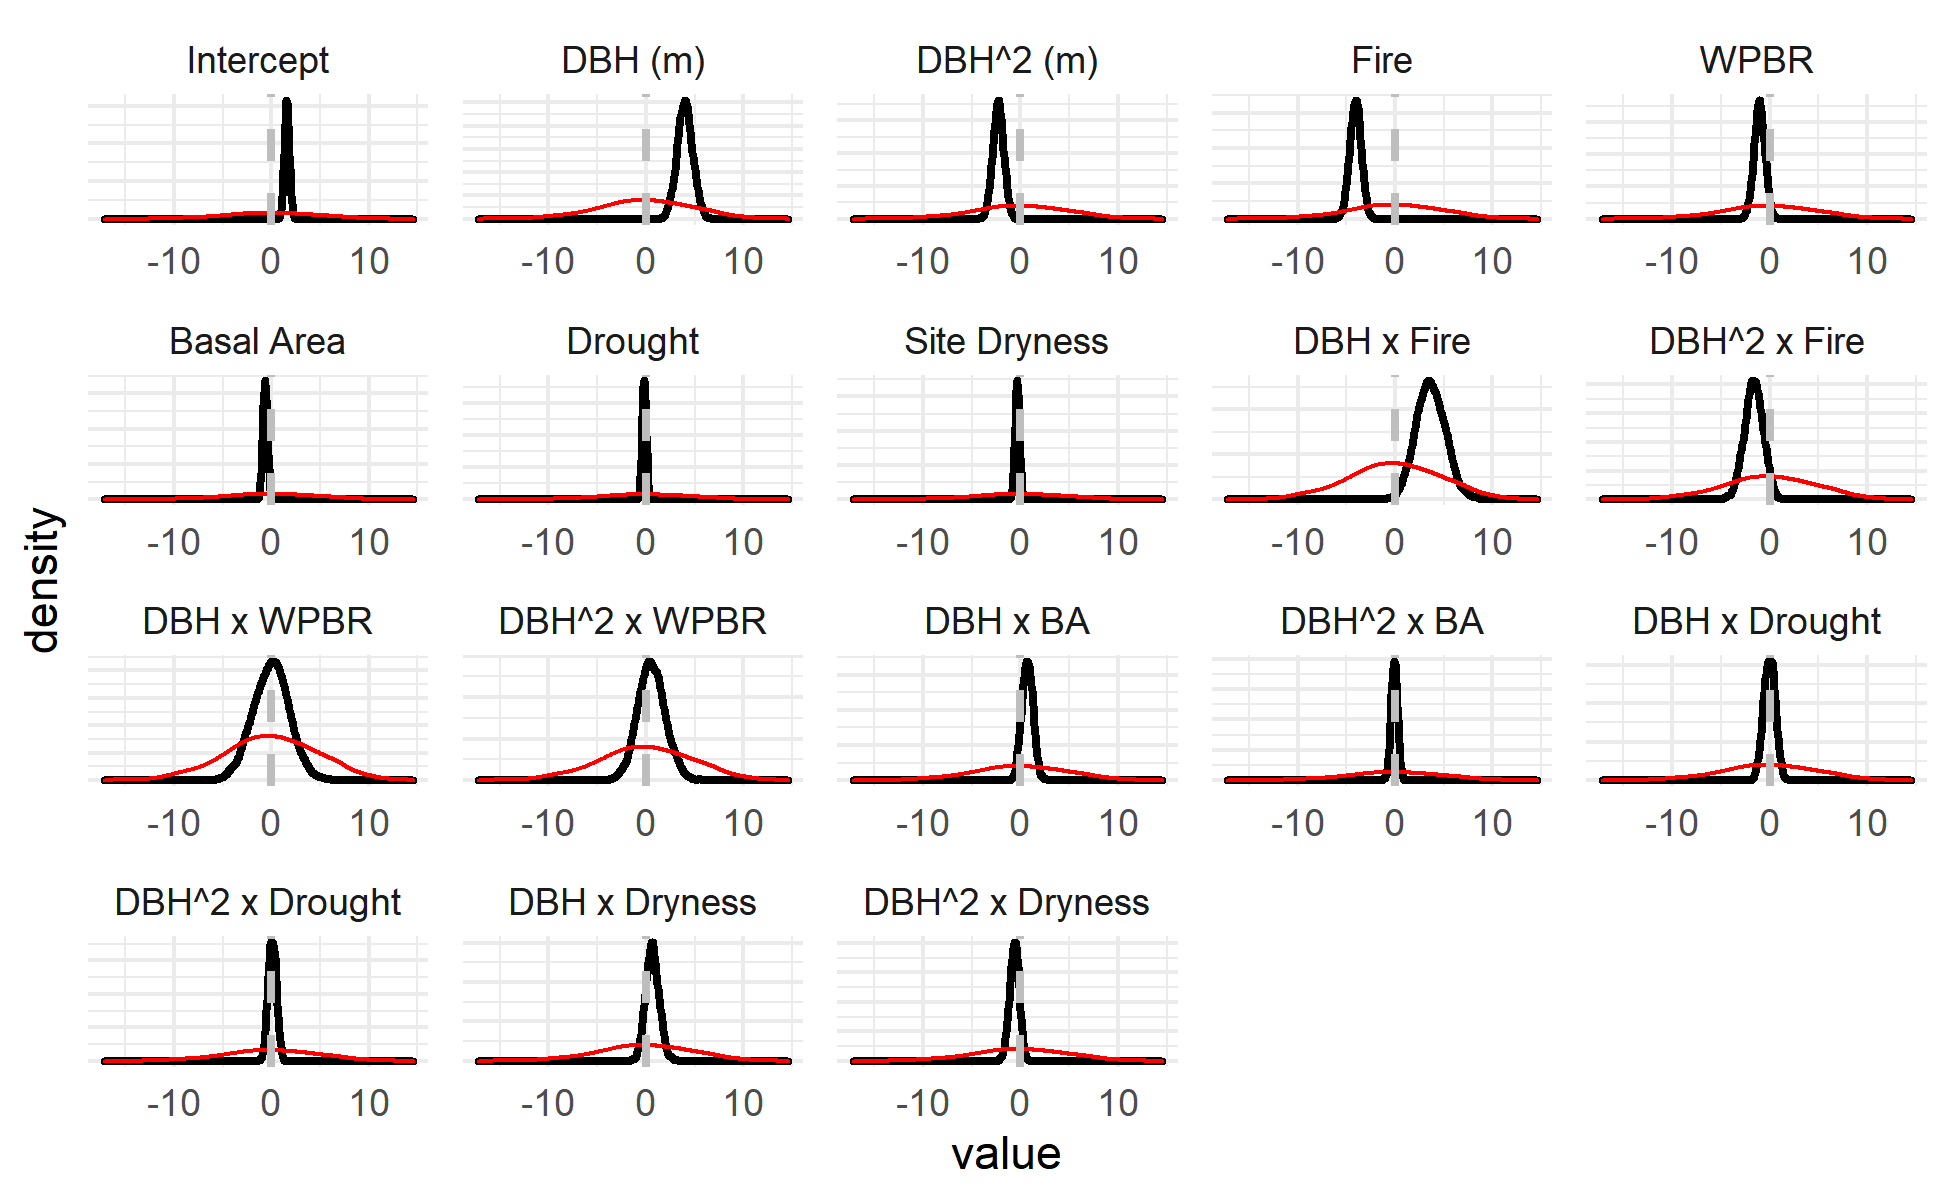 Intercept DBH (m) DBH^2 (m) Fire WPBR
-10 0 10 -10 0 10 -10 0 10 -10 0 10 -10 0 10
Basal Area Drought Site Dryness DBH x Fire DBH^2 x Fire
-10 0 10 -10 0 10 -10 0 10 -10 0 10 -10 0 10
density
DBH x WPBR DBH^2 x WPBR DBH x BA DBH^2 x BA DBH x Drought
-10 0 10 -10 0 10 -10 0 10 -10 0 10 -10 0 10
DBH^2 x Drought DBH x Dryness DBH^2 x Dryness
-10 0 10 -10 0 10 -10 0 10
value